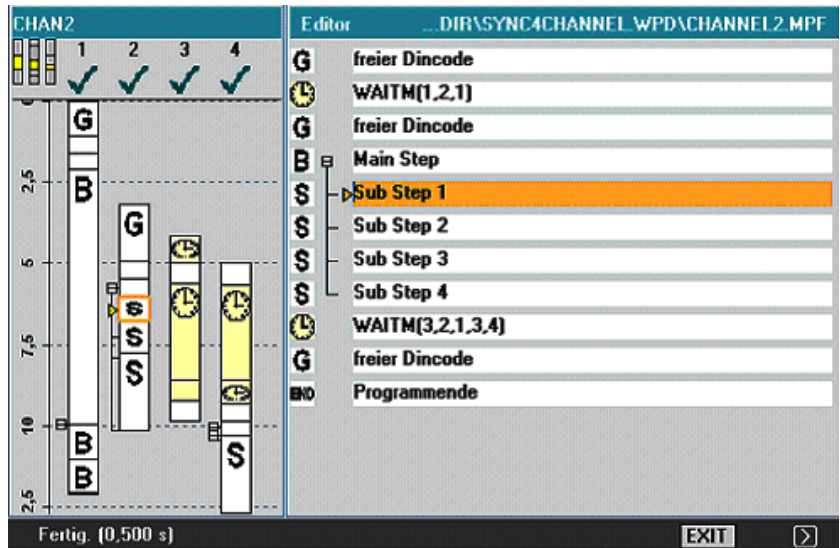 CHAN2
1 2 3 4
2,5
5
7,5
10
2,5
G
B
B
B
G
S
S
S
S
Editor ...DIR\SYNC4CHANNEL.WPD\CHANNEL2.MPF
G freier Dincode
WAITM(1,2,1)
G freier Dincode
B Main Step
S Sub Step 1
S Sub Step 2
S Sub Step 3
S Sub Step 4
WAITM(3,2,1,3,4)
G freier Dincode
END Programmende
Fertig. (0,500 s) EXIT >